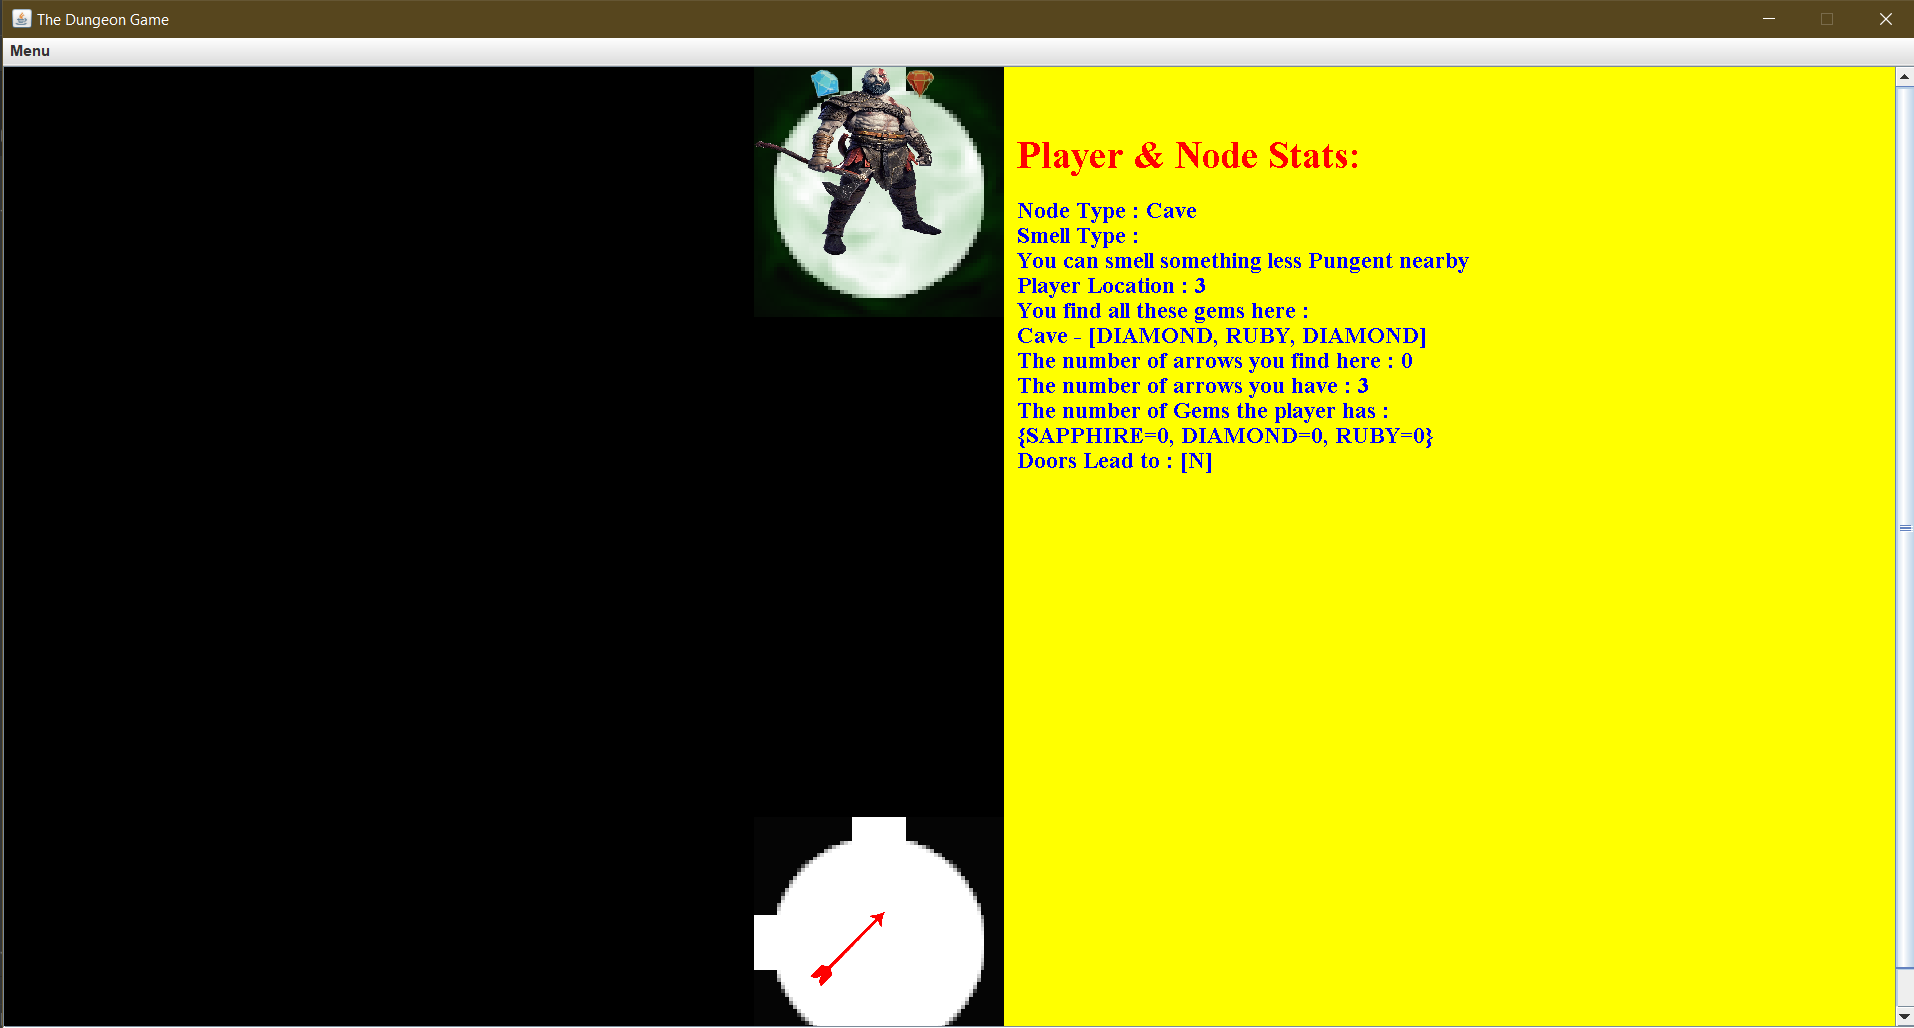 The Dungeon Game
Menu
Player & Node Stats:
Node Type : Cave
Smell Type :
You can smell something less Pungent nearby
Player Location : 3
You find all these gems here :
Cave - [DIAMOND, RUBY, DIAMOND]
The number of arrows you find here : 0
The number of arrows you have : 3
The number of Gems the player has :
{SAPPHIRE=0, DIAMOND=0, RUBY=0}
Doors Lead to : [N]